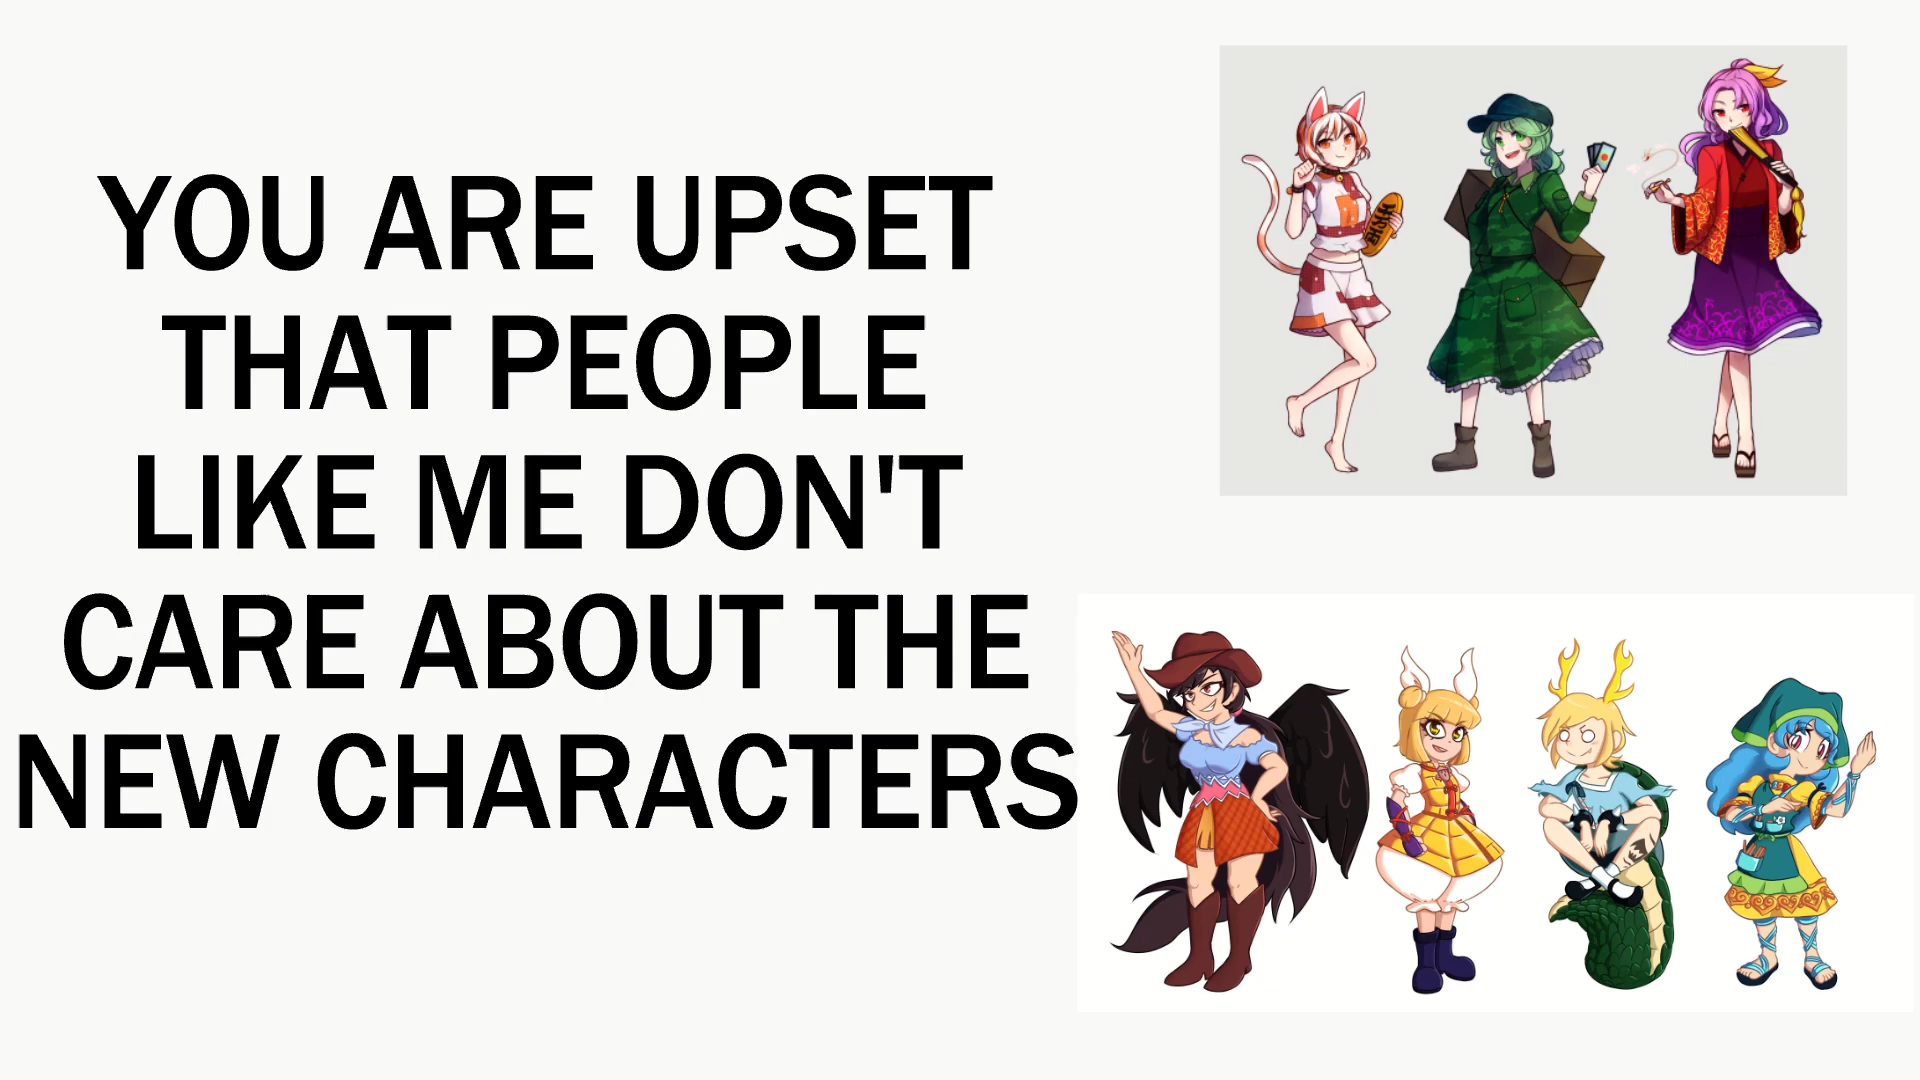 YOU ARE UPSET
THAT PEOPLE
LIKE ME DON'T
CARE ABOUT THE
NEW CHARACTERS